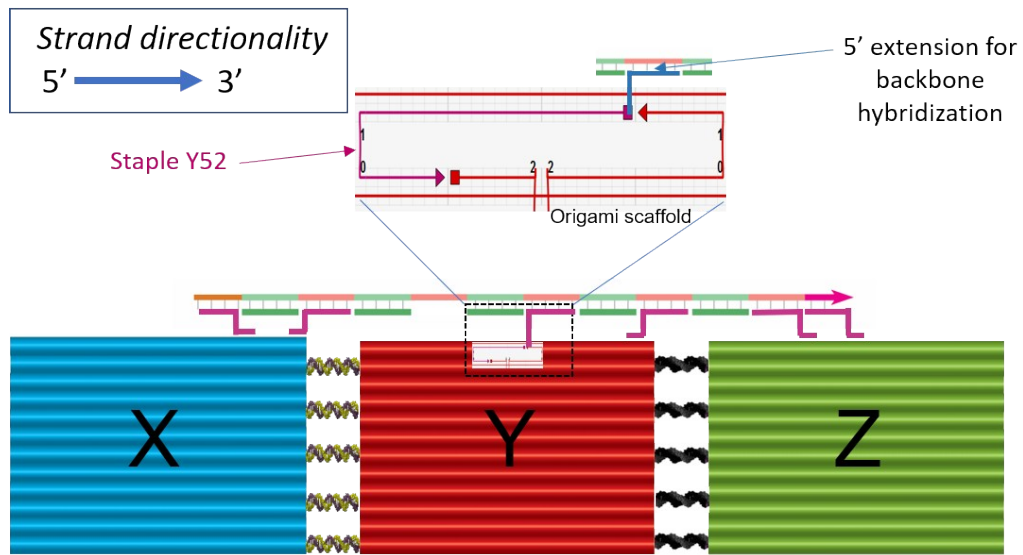 Strand directionality
5’ 3’
5’ extension for
backbone
hybridization
Staple Y52
1 1
0 2 2 0
Origami scaffold
X Y Z